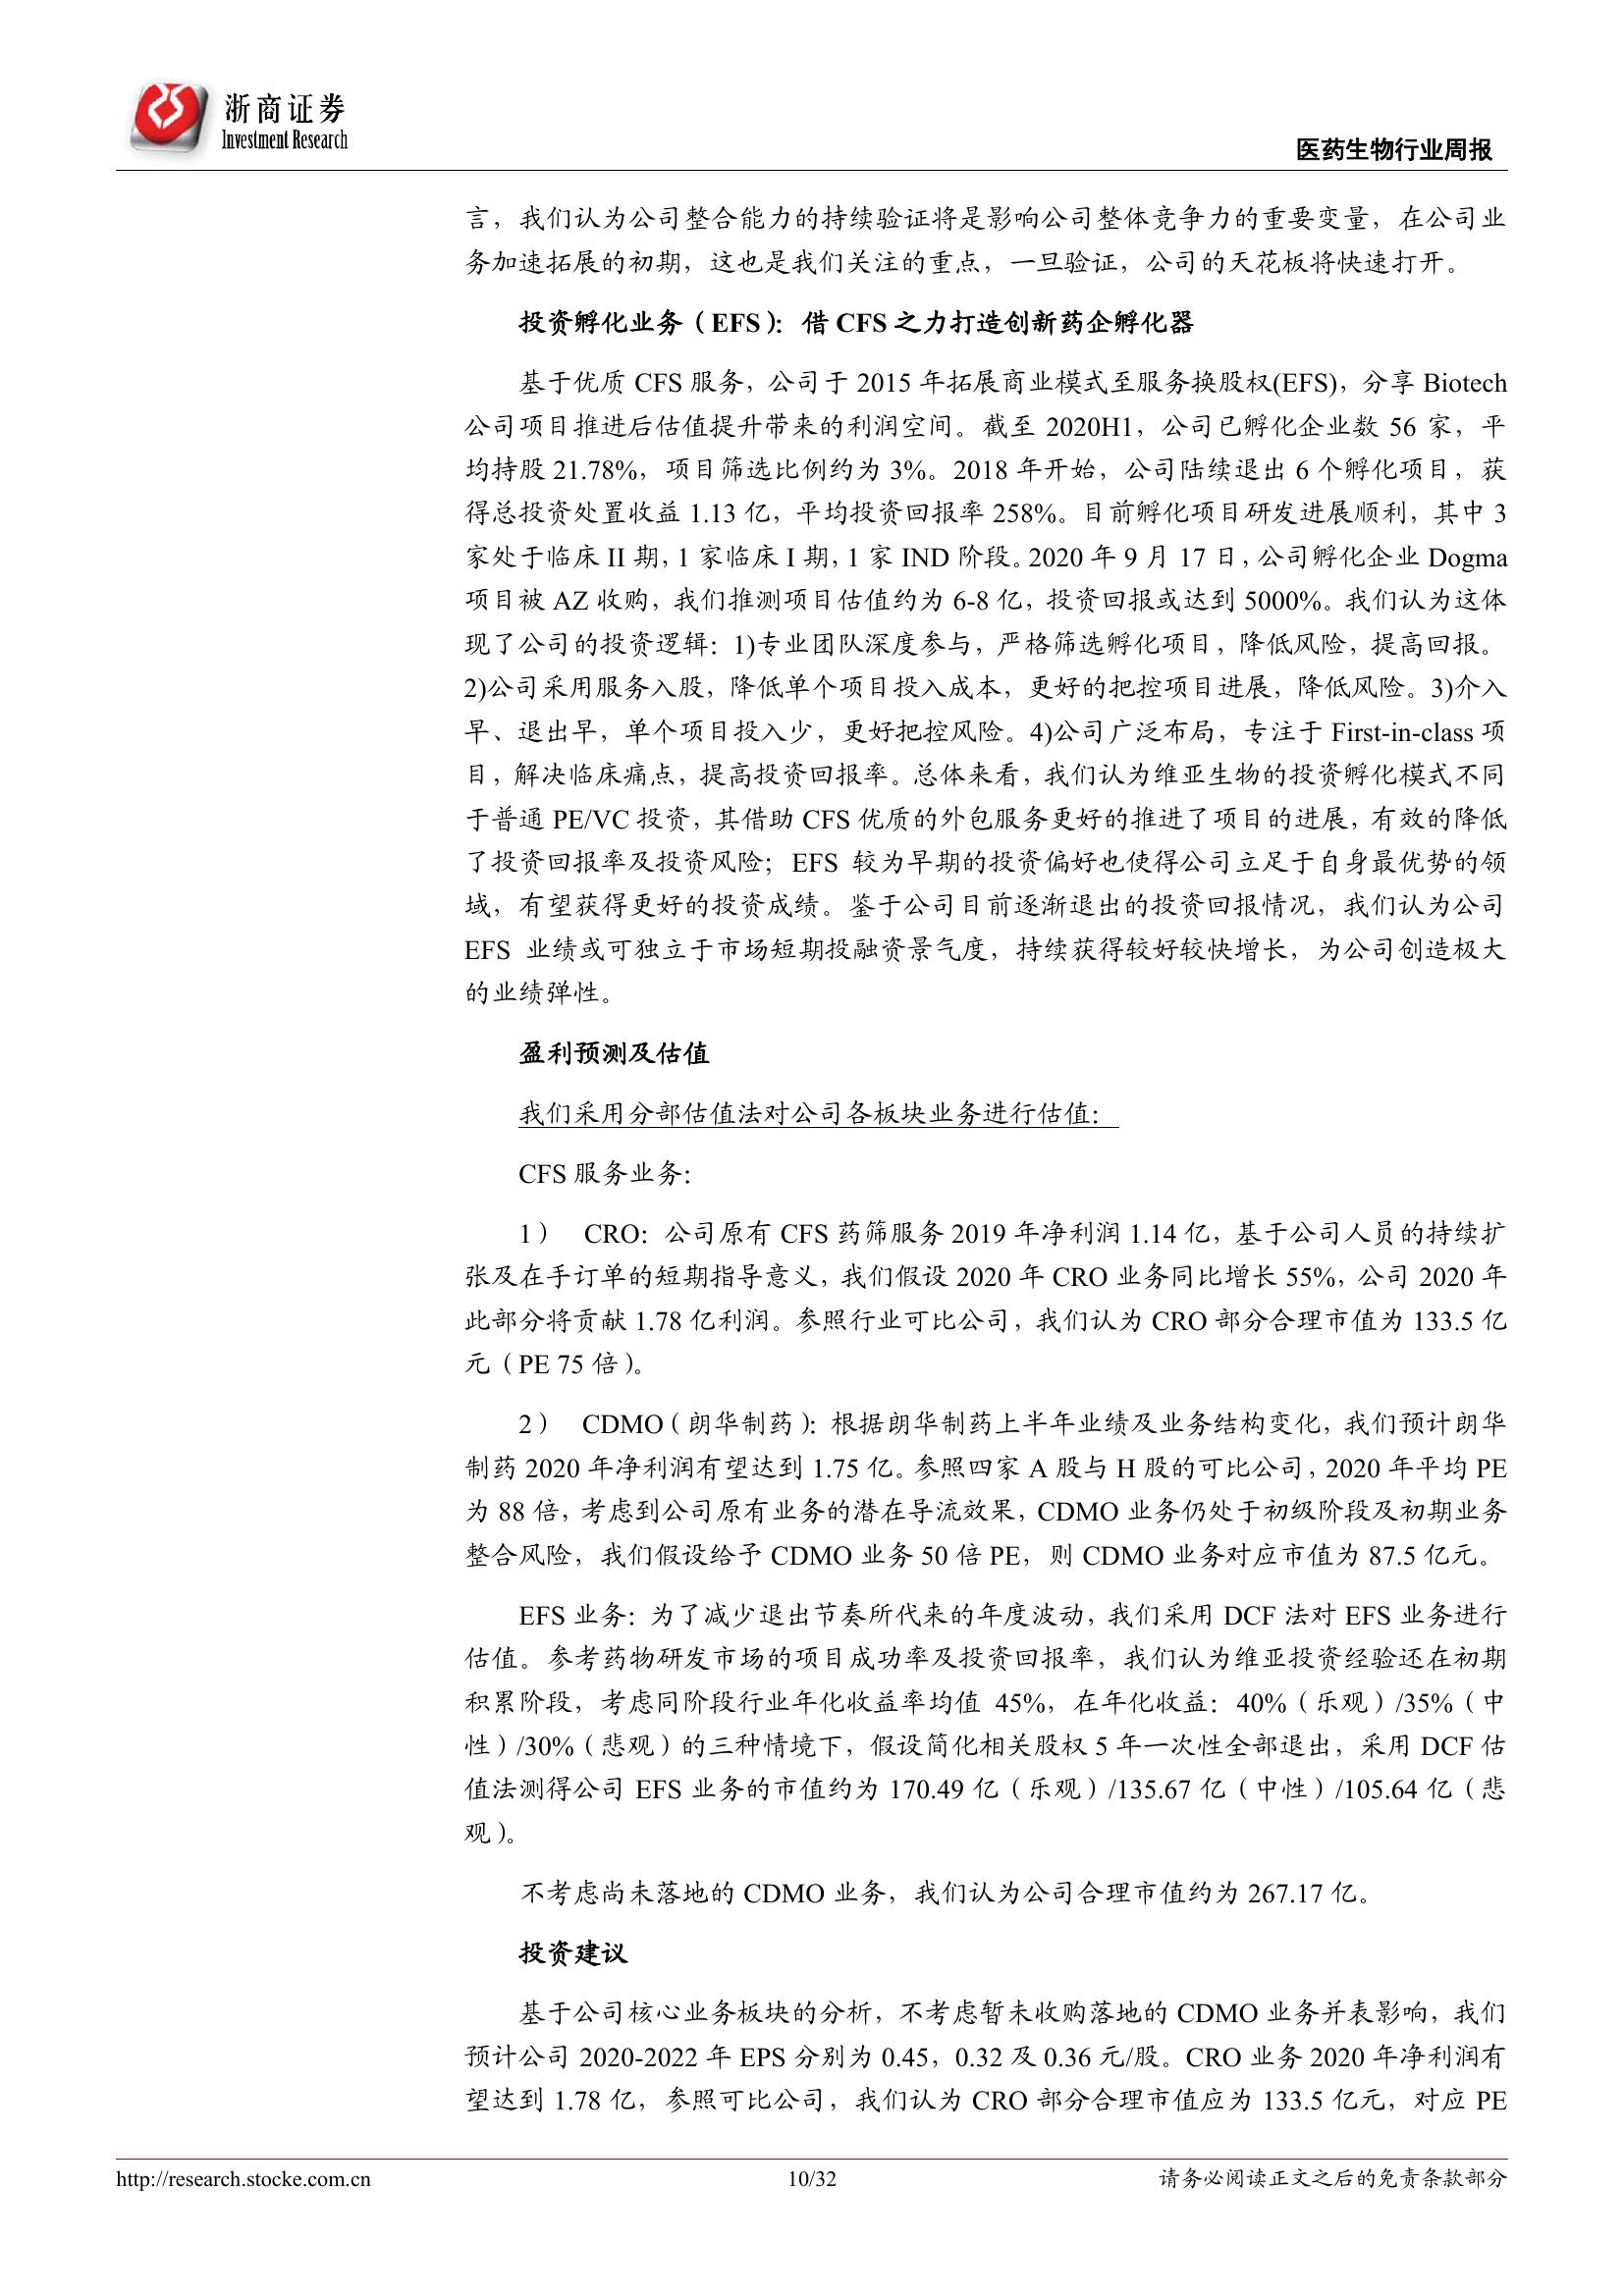 浙商证券
Investment Research
医药生物行业周报
言，我们认为公司整合能力的持续验证将是影响公司整体竞争力的重要变量，在公司业
务加速拓展的初期，这也是我们关注的重点，一旦验证，公司的天花板将快速打开。
投资孵化业务（EFS）：借 CFS 之力打造创新药企孵化器
基于优质 CFS 服务，公司于 2015 年拓展商业模式至服务换股权(EFS)，分享 Biotech
公司项目推进后估值提升带来的利润空间。截至 2020H1，公司已孵化企业数 56 家，平
均持股 21.78%，项目筛选比例约为 3%。2018 年开始，公司陆续退出 6 个孵化项目，获
得总投资处置收益 1.13 亿，平均投资回报率 258%。目前孵化项目研发进展顺利，其中 3
家处于临床 II 期，1 家临床 I 期，1 家 IND 阶段。2020 年 9 月 17 日，公司孵化企业 Dogma
项目被 AZ 收购，我们推测项目估值约为 6-8 亿，投资回报或达到 5000%。我们认为这体
现了公司的投资逻辑：1)专业团队深度参与，严格筛选孵化项目，降低风险，提高回报。
2)公司采用服务入股，降低单个项目投入成本，更好的把控项目进展，降低风险。3)介入
早、退出早，单个项目投入少，更好把控风险。4)公司广泛布局，专注于 First-in-class 项
目，解决临床痛点，提高投资回报率。总体来看，我们认为维亚生物的投资孵化模式不同
于普通 PE/VC 投资，其借助 CFS 优质的外包服务更好的推进了项目的进展，有效的降低
了投资回报率及投资风险；EFS 较为早期的投资偏好也使得公司立足于自身最优势的领
域，有望获得更好的投资成绩。鉴于公司目前逐渐退出的投资回报情况，我们认为公司
EFS 业绩或可独立于市场短期投融资景气度，持续获得较好较快增长，为公司创造极大
的业绩弹性。
盈利预测及估值
我们采用分部估值法对公司各板块业务进行估值：
CFS 服务业务：
1） CRO：公司原有 CFS 药筛服务 2019 年净利润 1.14 亿，基于公司人员的持续扩
张及在手订单的短期指导意义，我们假设 2020 年 CRO 业务同比增长 55%，公司 2020 年
此部分将贡献 1.78 亿利润。参照行业可比公司，我们认为 CRO 部分合理市值为 133.5 亿
元（PE 75 倍）。
2） CDMO（朗华制药）：根据朗华制药上半年业绩及业务结构变化，我们预计朗华
制药 2020 年净利润有望达到 1.75 亿。参照四家 A 股与 H 股的可比公司，2020 年平均 PE
为 88 倍，考虑到公司原有业务的潜在导流效果，CDMO 业务仍处于初级阶段及初期业务
整合风险，我们假设给予 CDMO 业务 50 倍 PE，则 CDMO 业务对应市值为 87.5 亿元。
EFS 业务：为了减少退出节奏所代来的年度波动，我们采用 DCF 法对 EFS 业务进行
估值。参考药物研发市场的项目成功率及投资回报率，我们认为维亚投资经验还在初期
积累阶段，考虑同阶段行业年化收益率均值 45%，在年化收益：40%（乐观）/35%（中
性）/30%（悲观）的三种情境下，假设简化相关股权 5 年一次性全部退出，采用 DCF 估
值法测得公司 EFS 业务的市值约为 170.49 亿（乐观）/135.67 亿（中性）/105.64 亿（悲
观）。
不考虑尚未落地的 CDMO 业务，我们认为公司合理市值约为 267.17 亿。
投资建议
基于公司核心业务板块的分析，不考虑暂未收购落地的 CDMO 业务并表影响，我们
预计公司 2020-2022 年 EPS 分别为 0.45，0.32 及 0.36 元/股。CRO 业务 2020 年净利润有
望达到 1.78 亿，参照可比公司，我们认为 CRO 部分合理市值应为 133.5 亿元，对应 PE
http://research.stocke.com.cn
10/32
请务必阅读正文之后的免责条款部分